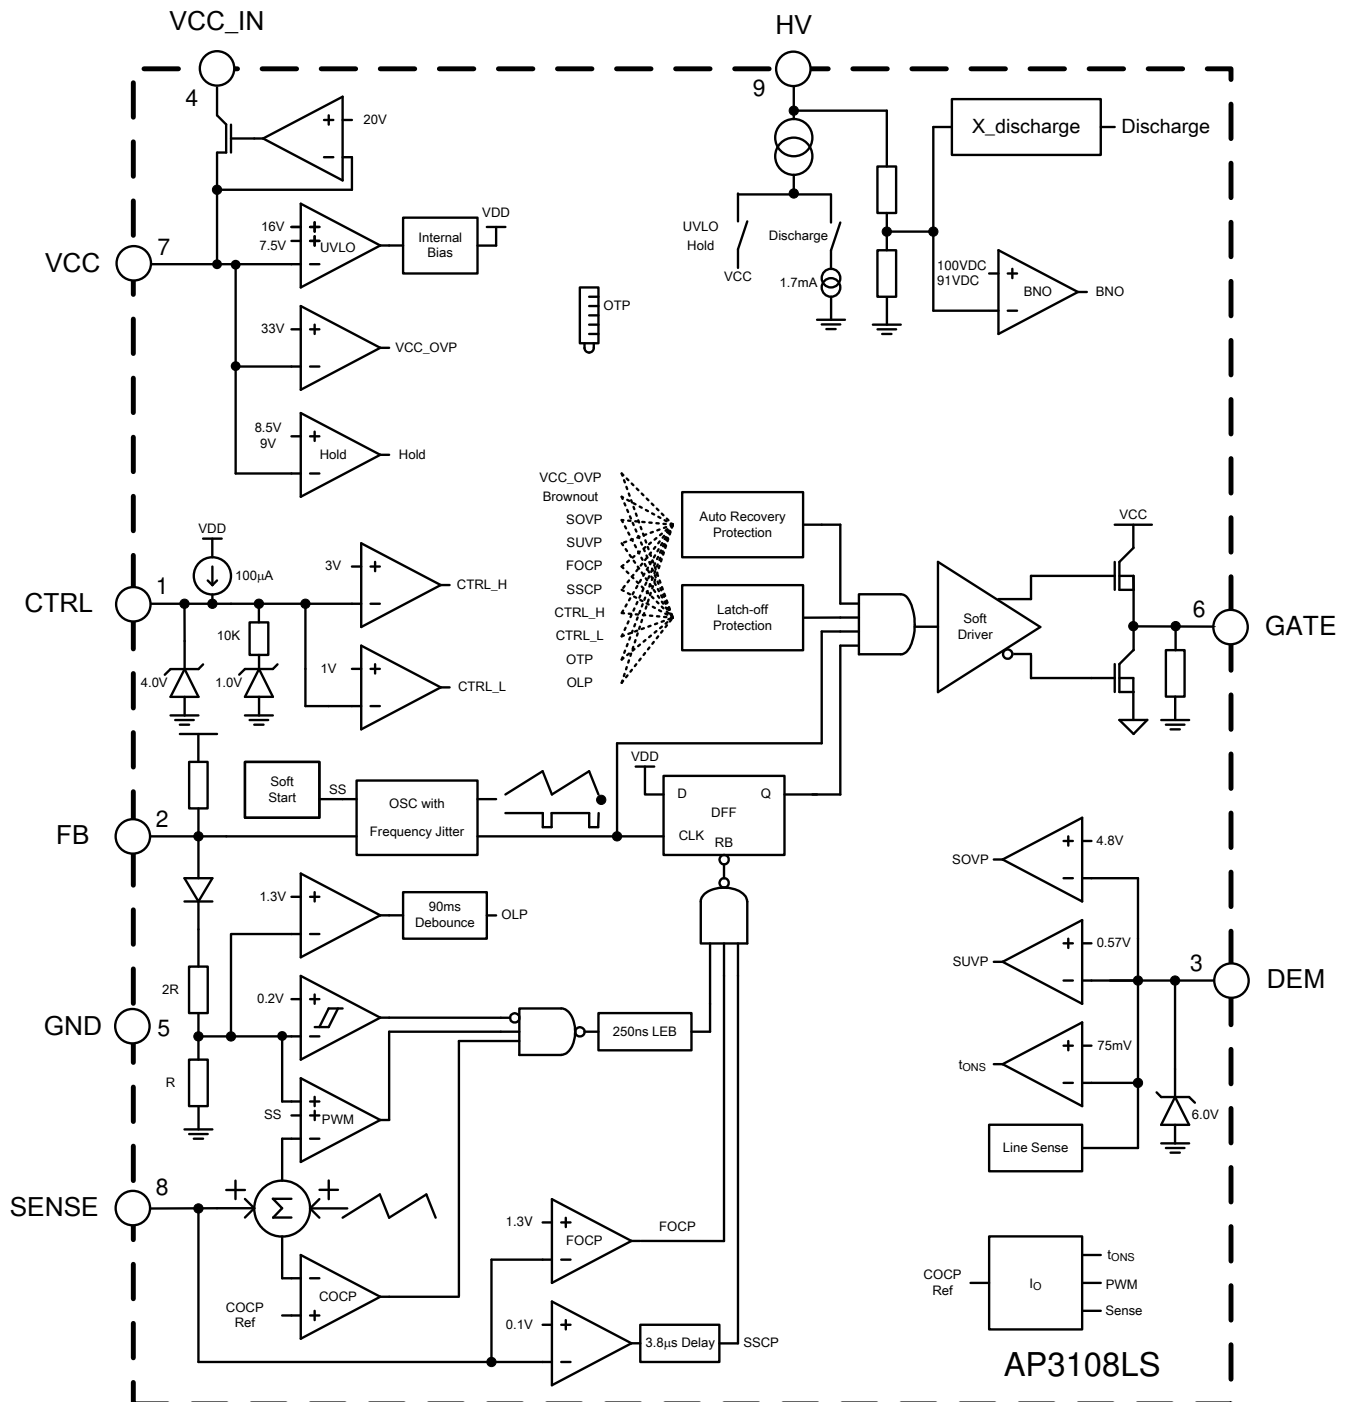 VCC_IN
HV
4
9
20V
+
−
X_discharge
Discharge
16V
7.5V
+
+
−
UVLO
Internal
Bias
VDD
7
VCC
UVLO
Hold
VCC
Discharge
1.7mA
100VDC
91VDC
+
−
BNO
BNO
OTP
33V
+
−
VCC_OVP
8.5V
9V
+
−
Hold
Hold
VCC_OVP
Brownout
SOVP
SUVP
FOCP
SSCP
CTRL_H
CTRL_L
OTP
OLP
Auto Recovery
Protection
Latch-off
Protection
VDD
100μA
1
CTRL
10K
4.0V
1.0V
3V
+
−
CTRL_H
1V
+
−
CTRL_L
Soft
Driver
VCC
6
GATE
Soft
Start
SS
OSC with
Frequency Jitter
VDD
D
Q
DFF
CLK
RB
2
FB
1.3V
+
−
90ms
Debounce
OLP
2R
0.2V
+
−
GND
5
R
250ns LEB
SS
+
+
−
PWM
SOVP
+
−
4.8V
SUVP
+
−
0.57V
3
DEM
tONS
+
−
75mV
6.0V
Line Sense
8
SENSE
+
Σ
+
−
+
COCP
COCP
Ref
1.3V
+
−
FOCP
FOCP
0.1V
+
−
3.8μs Delay
SSCP
COCP
Ref
IO
tONS
PWM
Sense
AP3108LS